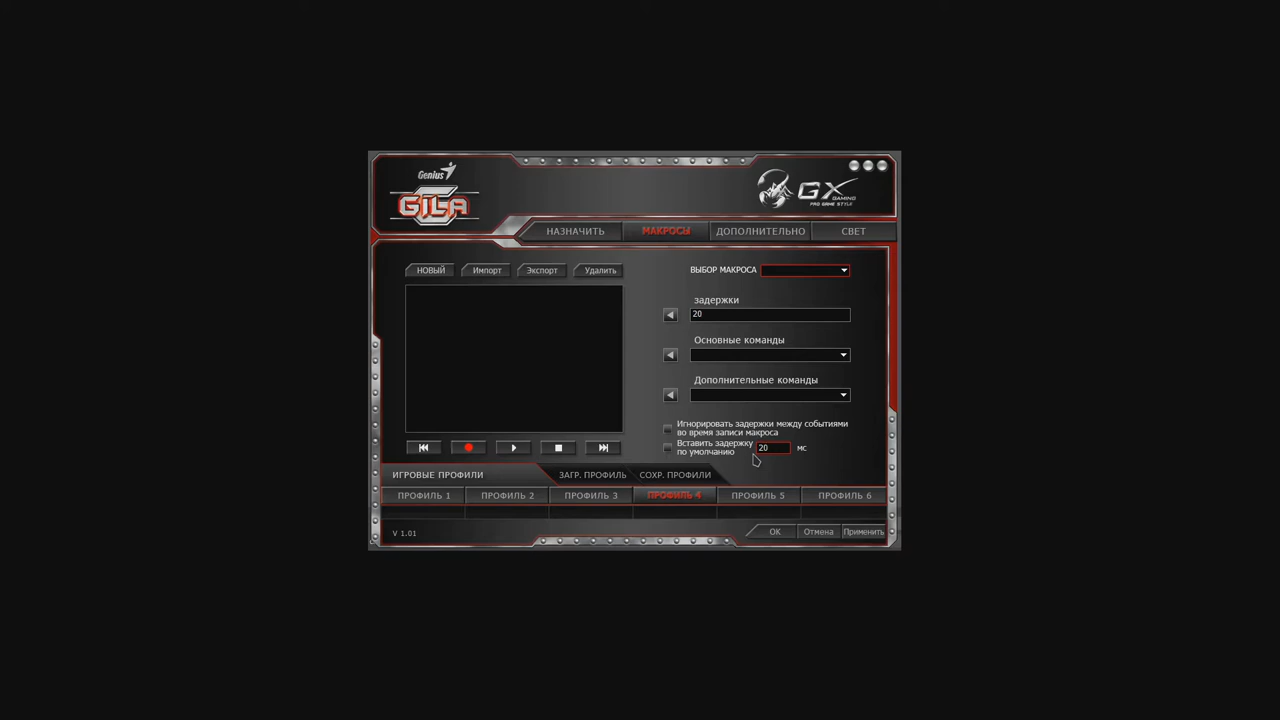 Genius
GILA
GX
GAMING
PRO GAME STYLE
НАЗНАЧИТЬ
МАКРОСЫ
ДОПОЛНИТЕЛЬНО
СВЕТ
НОВЫЙ
Импорт
Экспорт
Удалить
ВЫБОР МАКРОСА
задержки
20
Основные команды
Дополнительные команды
Игнорировать задержки между событиями
во время записи макроса
Вставить задержку
по умолчанию
20 мс
ИГРОВЫЕ ПРОФИЛИ
ЗАГР. ПРОФИЛЬ
СОХР. ПРОФИЛИ
ПРОФИЛЬ 1
ПРОФИЛЬ 2
ПРОФИЛЬ 3
ПРОФИЛЬ 4
ПРОФИЛЬ 5
ПРОФИЛЬ 6
V 1.01
OK
Отмена
Применить